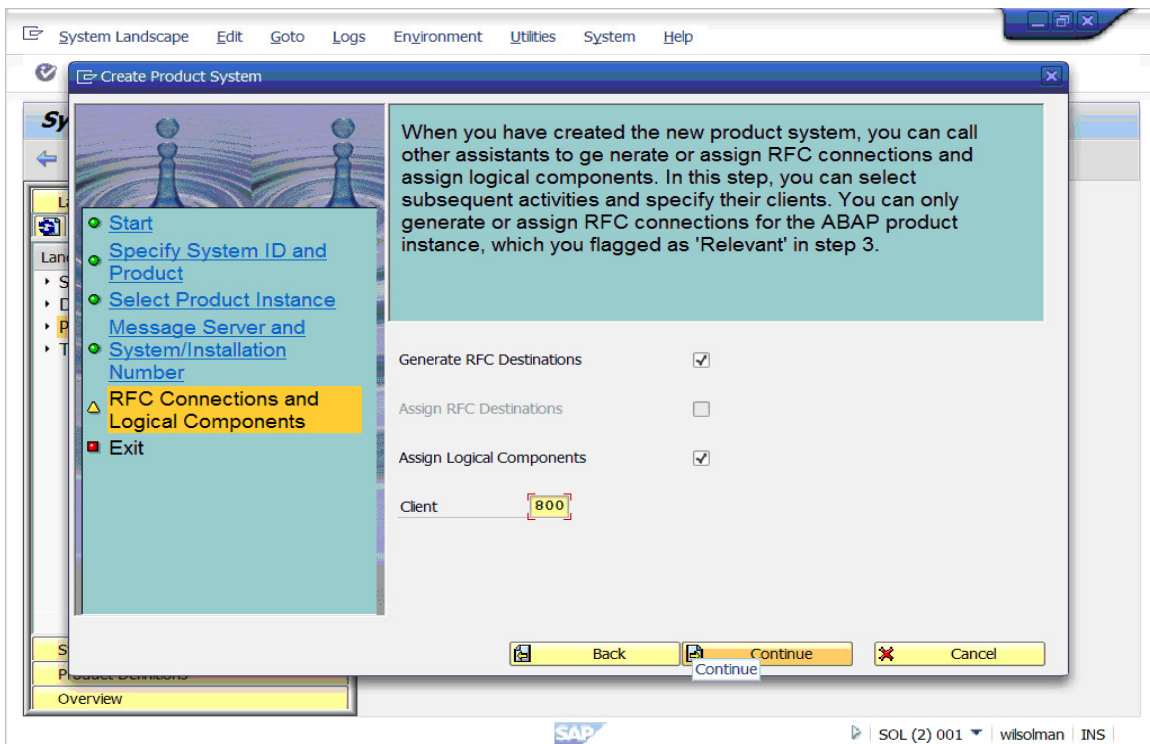 System Landscape Edit Goto Logs Environment Utilities System Help
Create Product System
Sy
When you have created the new product system, you can call
other assistants to ge nerate or assign RFC connections and
assign logical components. In this step, you can select
subsequent activities and specify their clients. You can only
generate or assign RFC connections for the ABAP product
instance, which you flagged as 'Relevant' in step 3.
Start
Specify System ID and
Product
Select Product Instance
Message Server and
System/Installation
Number
RFC Connections and
Logical Components
Exit
La
Lan
S
D
P
T
Generate RFC Destinations
Assign RFC Destinations
Assign Logical Components
Client 800
Back Continue Cancel
Continue
S
Product Definitions
Overview
SAP
SOL (2) 001 wilsolman INS